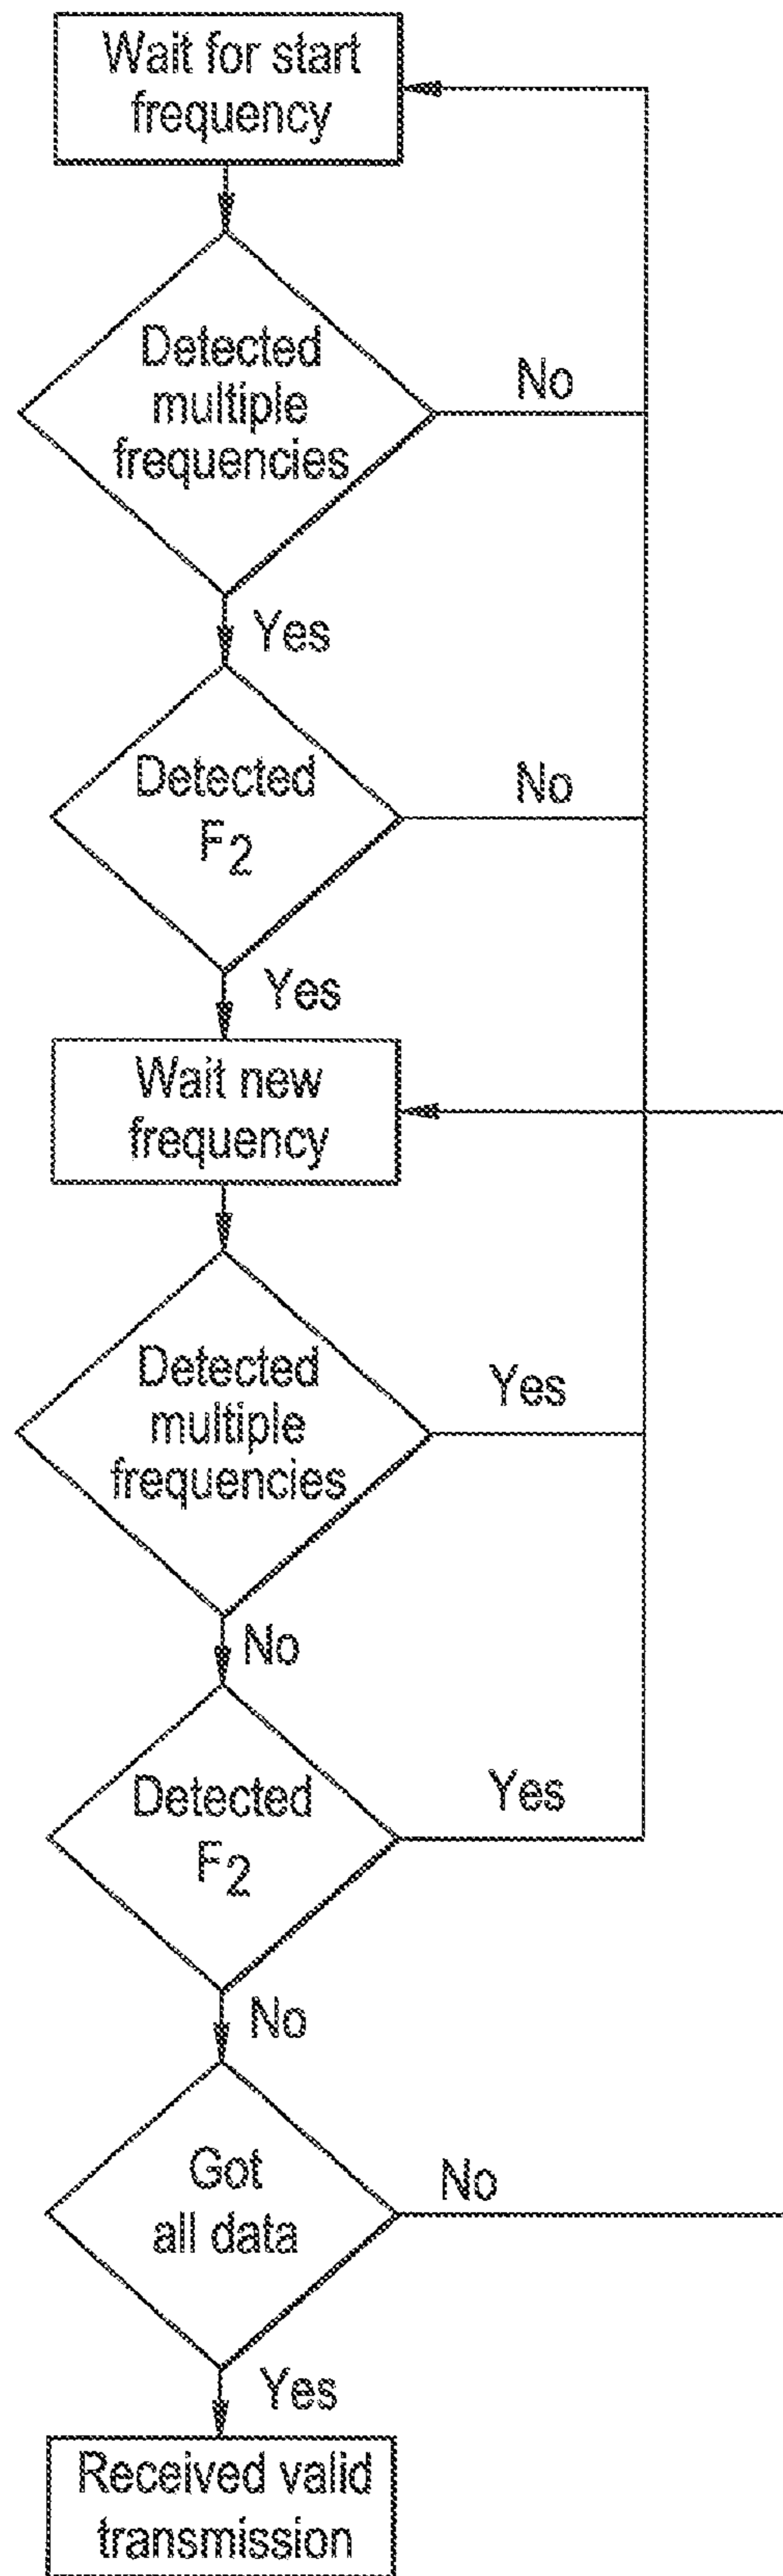 Wait for start
frequency
Detected
multiple
frequencies
No
Yes
Detected
F2
No
Yes
Wait new
frequency
Detected
multiple
frequencies
Yes
No
Detected
F2
Yes
No
Got
all data
No
Yes
Received valid
transmission